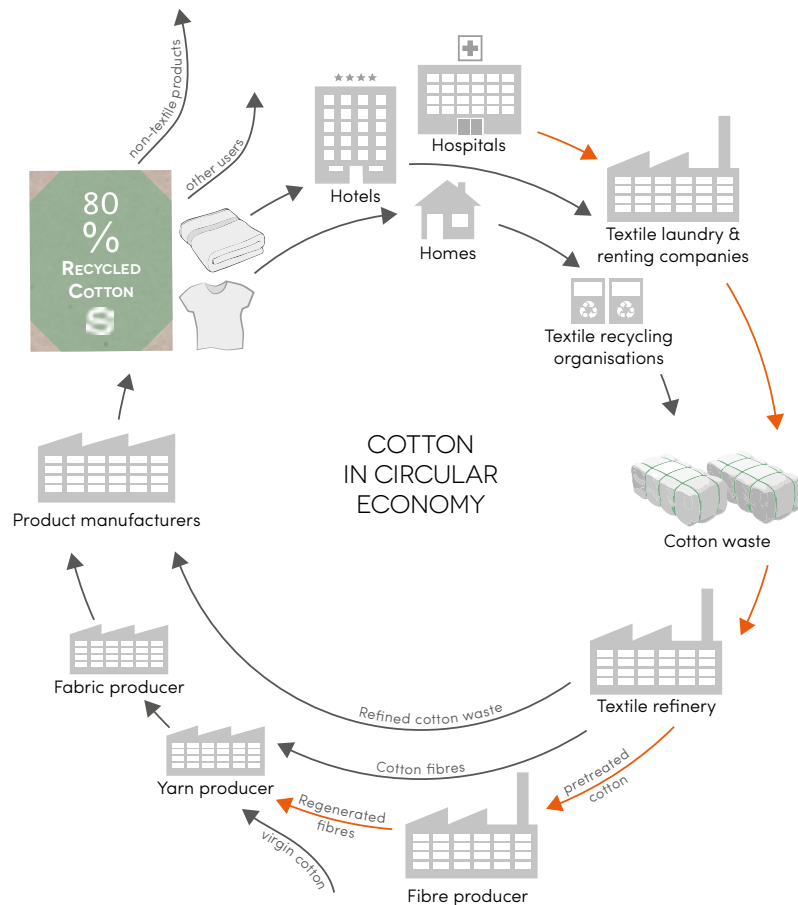 non-textile products
other users
80
%
Recycled
Cotton
S
Hotels
Hospitals
Homes
Textile laundry &
renting companies
Textile recycling
organisations
COTTON
IN CIRCULAR
ECONOMY
Product manufacturers
Cotton waste
Fabric producer
Refined cotton waste
Textile refinery
Cotton fibres
Yarn producer
pretreated
cotton
Regenerated
fibres
virgin cotton
Fibre producer